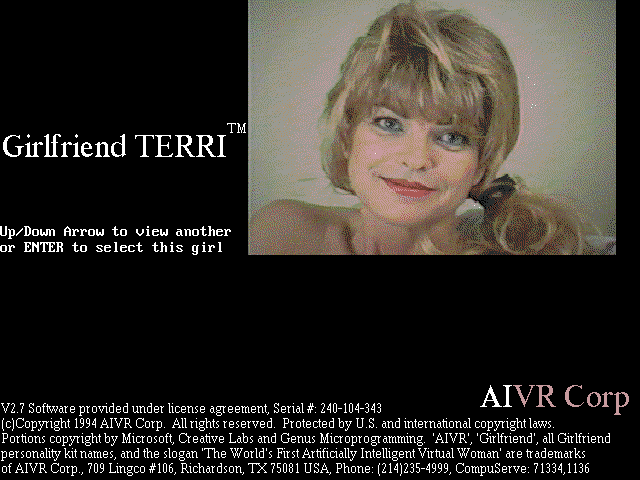 Girlfriend TERRI™
Up/Down Arrow to view another
or ENTER to select this girl
AIVR Corp
V2.7 Software provided under license agreement, Serial #: 240-104-343
(c)Copyright 1994 AIVR Corp. All rights reserved. Protected by U.S. and international copyright laws.
Portions copyright by Microsoft, Creative Labs and Genus Microprogramming. 'AIVR', 'Girlfriend', all Girlfriend
personality kit names, and the slogan 'The World's First Artificially Intelligent Virtual Woman' are trademarks
of AIVR Corp., 709 Lingco #106, Richardson, TX 75081 USA, Phone: (214)235-4999, CompuServe: 71334,1136